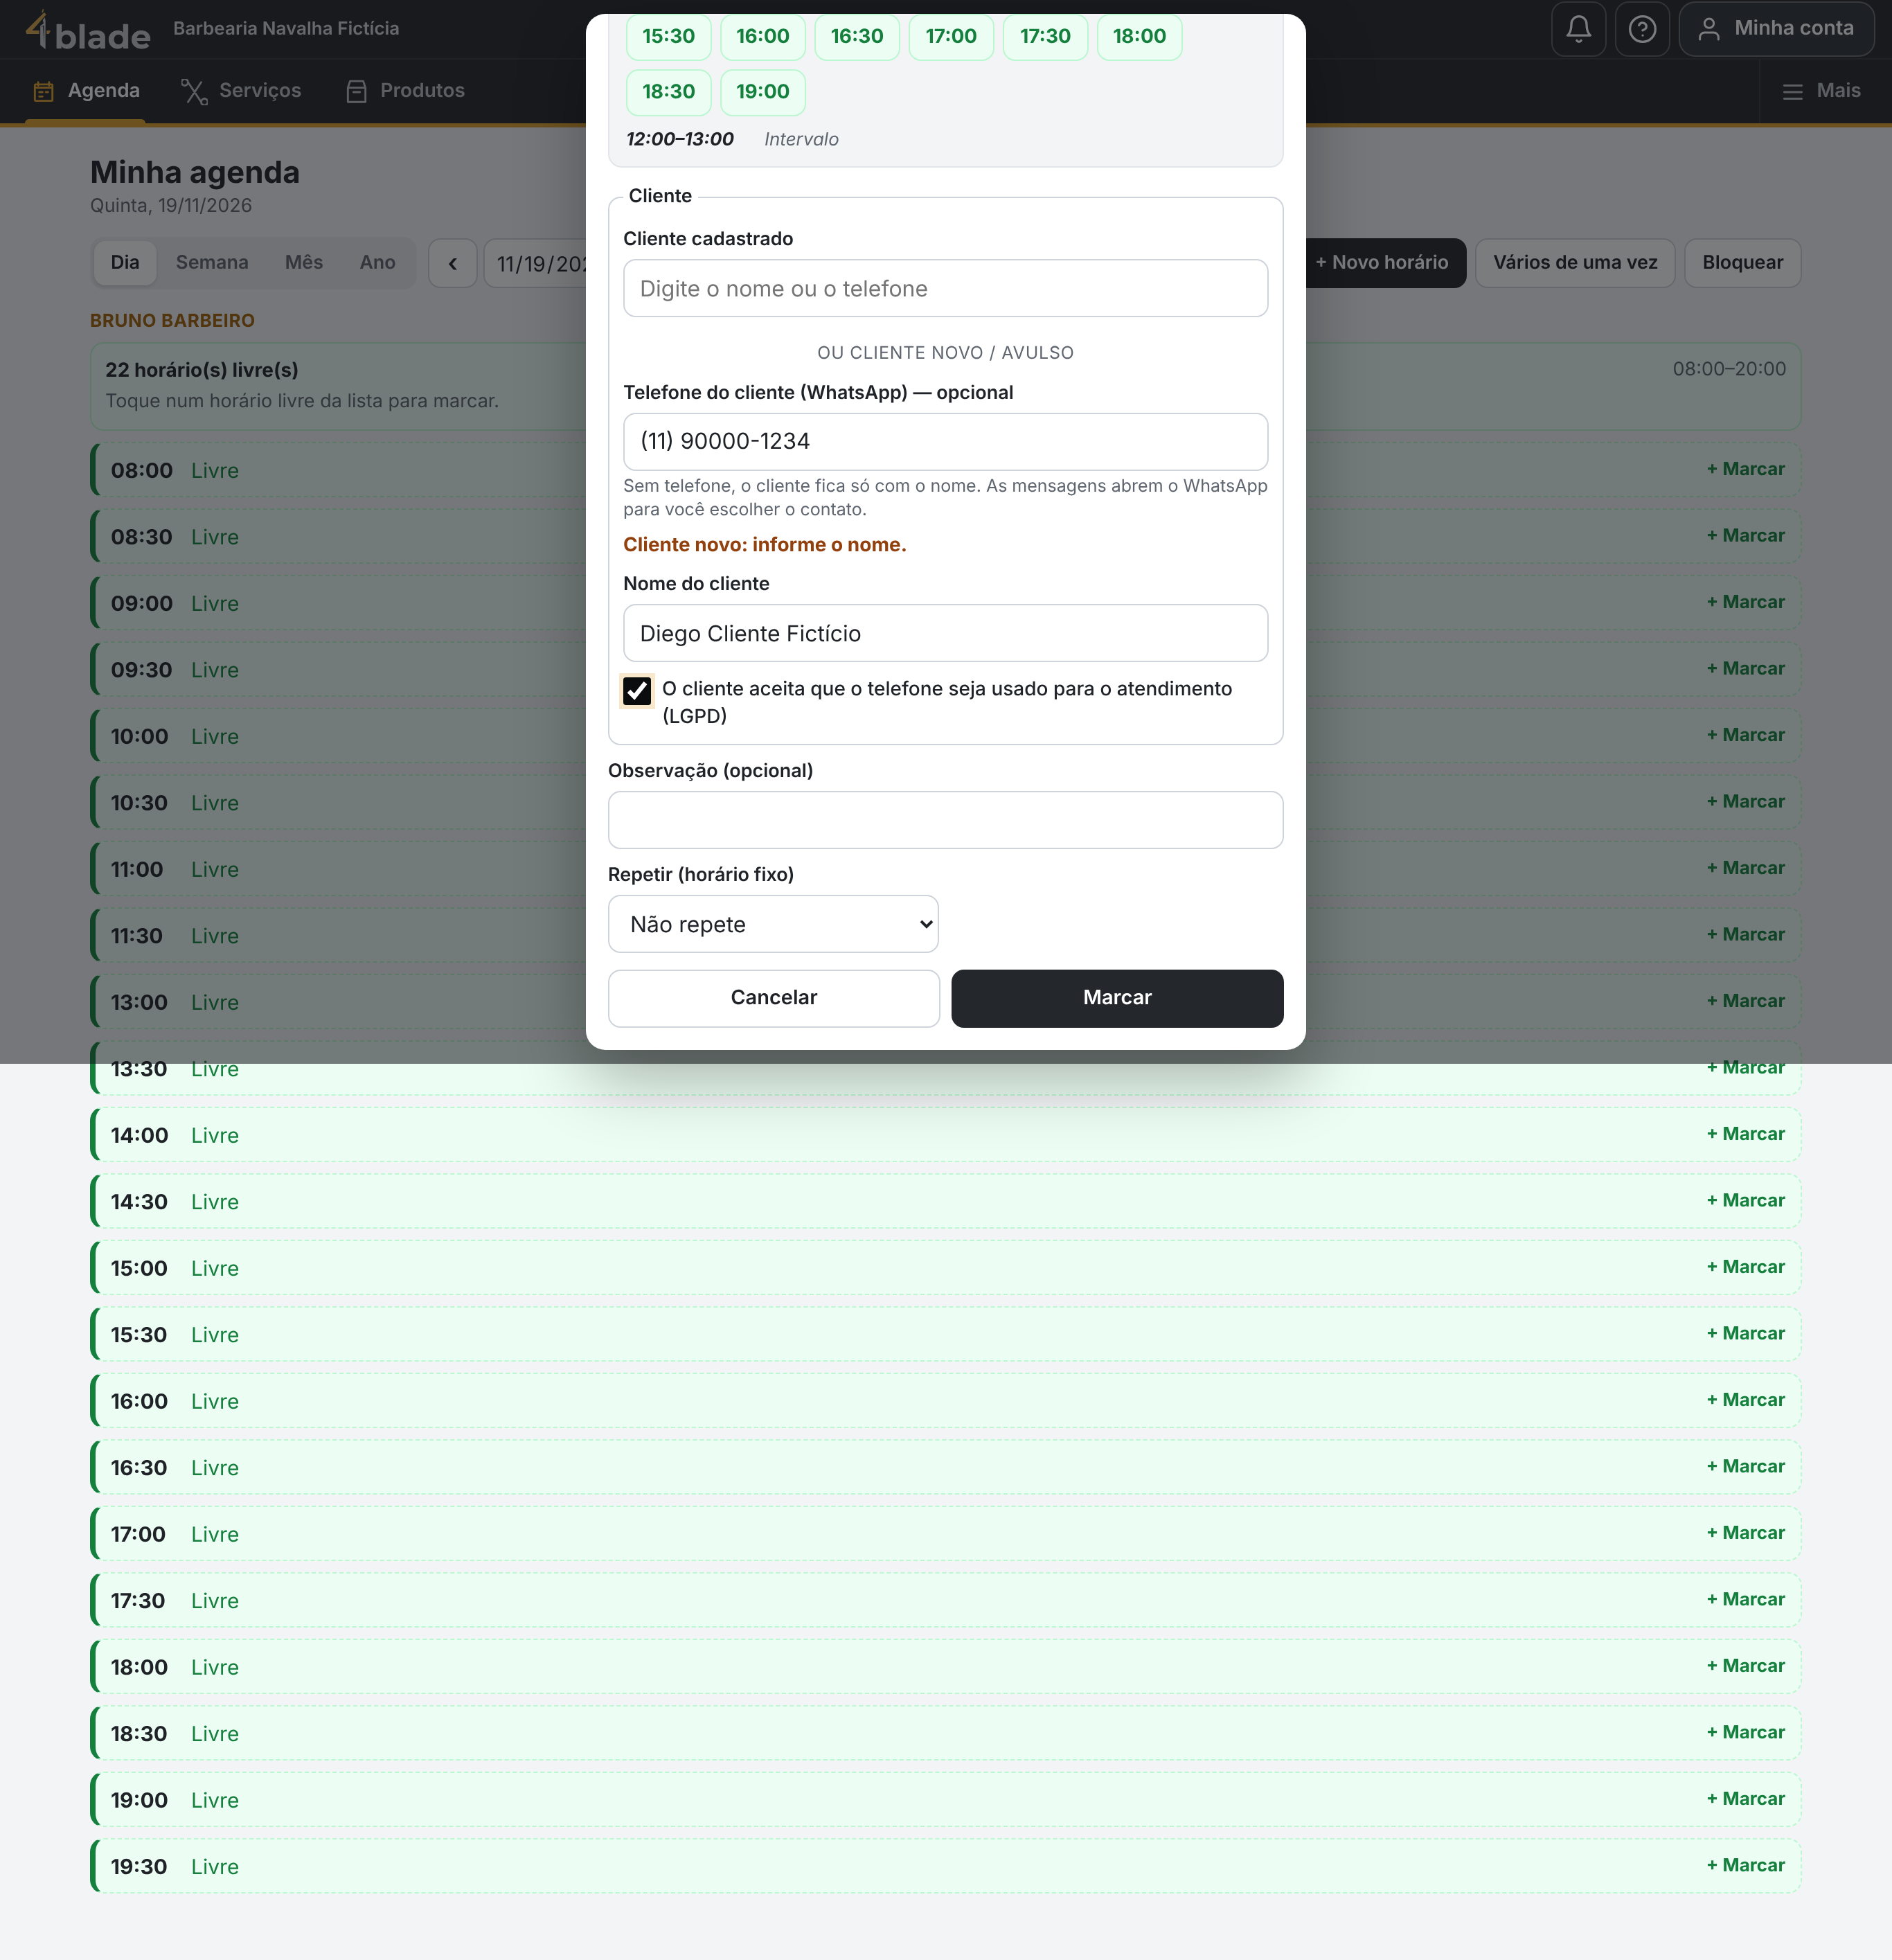 4blade
Barbearia Navalha Fictícia
Minha conta
Agenda
Serviços
Produtos
Mais
Minha agenda
Quinta, 19/11/2026
Dia
Semana
Mês
Ano
‹
11/19/202
+ Novo horário
Vários de uma vez
Bloquear
BRUNO BARBEIRO
22 horário(s) livre(s)
08:00–20:00
Toque num horário livre da lista para marcar.
15:30
16:00
16:30
17:00
17:30
18:00
18:30
19:00
12:00–13:00 Intervalo
Cliente
Cliente cadastrado
Digite o nome ou o telefone
OU CLIENTE NOVO / AVULSO
Telefone do cliente (WhatsApp) — opcional
(11) 90000-1234
Sem telefone, o cliente fica só com o nome. As mensagens abrem o WhatsApp
para você escolher o contato.
Cliente novo: informe o nome.
Nome do cliente
Diego Cliente Fictício
O cliente aceita que o telefone seja usado para o atendimento
(LGPD)
Observação (opcional)
Repetir (horário fixo)
Não repete
Cancelar
Marcar
08:00 Livre + Marcar
08:30 Livre + Marcar
09:00 Livre + Marcar
09:30 Livre + Marcar
10:00 Livre + Marcar
10:30 Livre + Marcar
11:00 Livre + Marcar
11:30 Livre + Marcar
13:00 Livre + Marcar
13:30 Livre + Marcar
14:00 Livre + Marcar
14:30 Livre + Marcar
15:00 Livre + Marcar
15:30 Livre + Marcar
16:00 Livre + Marcar
16:30 Livre + Marcar
17:00 Livre + Marcar
17:30 Livre + Marcar
18:00 Livre + Marcar
18:30 Livre + Marcar
19:00 Livre + Marcar
19:30 Livre + Marcar